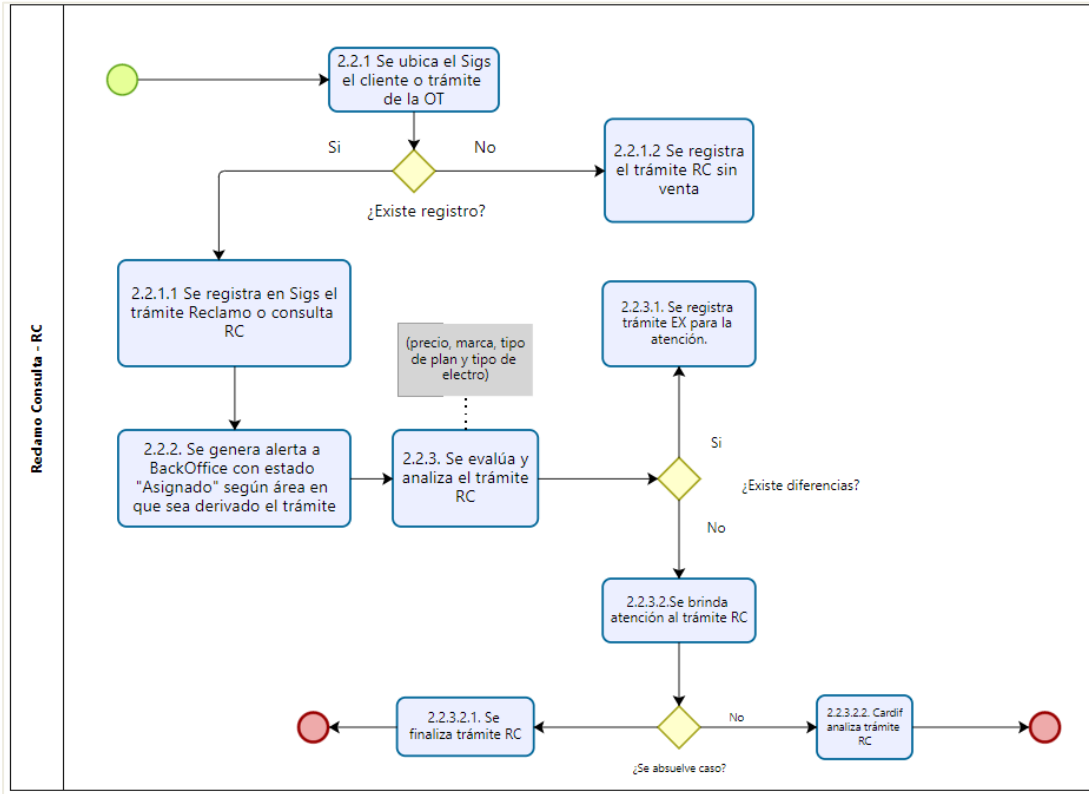 Reclamo Consulta - RC
2.2.1 Se ubica el Sigs
el cliente o trámite
de la OT
Si
No
¿Existe registro?
2.2.1.2 Se registra
el trámite RC sin
venta
2.2.1.1 Se registra en Sigs el
trámite Reclamo o consulta
RC
(precio, marca, tipo
de plan y tipo de
electro)
2.2.3.1. Se registra
trámite EX para la
atención.
2.2.2. Se genera alerta a
BackOffice con estado
"Asignado" según área en
que sea derivado el trámite
2.2.3. Se evalúa y
analiza el trámite
RC
Si
¿Existe diferencias?
No
2.2.3.2.Se brinda
atención al trámite RC
2.2.3.2.1. Se
finaliza trámite RC
No
2.2.3.2.2. Cardif
analiza trámite
RC
¿Se absuelve caso?